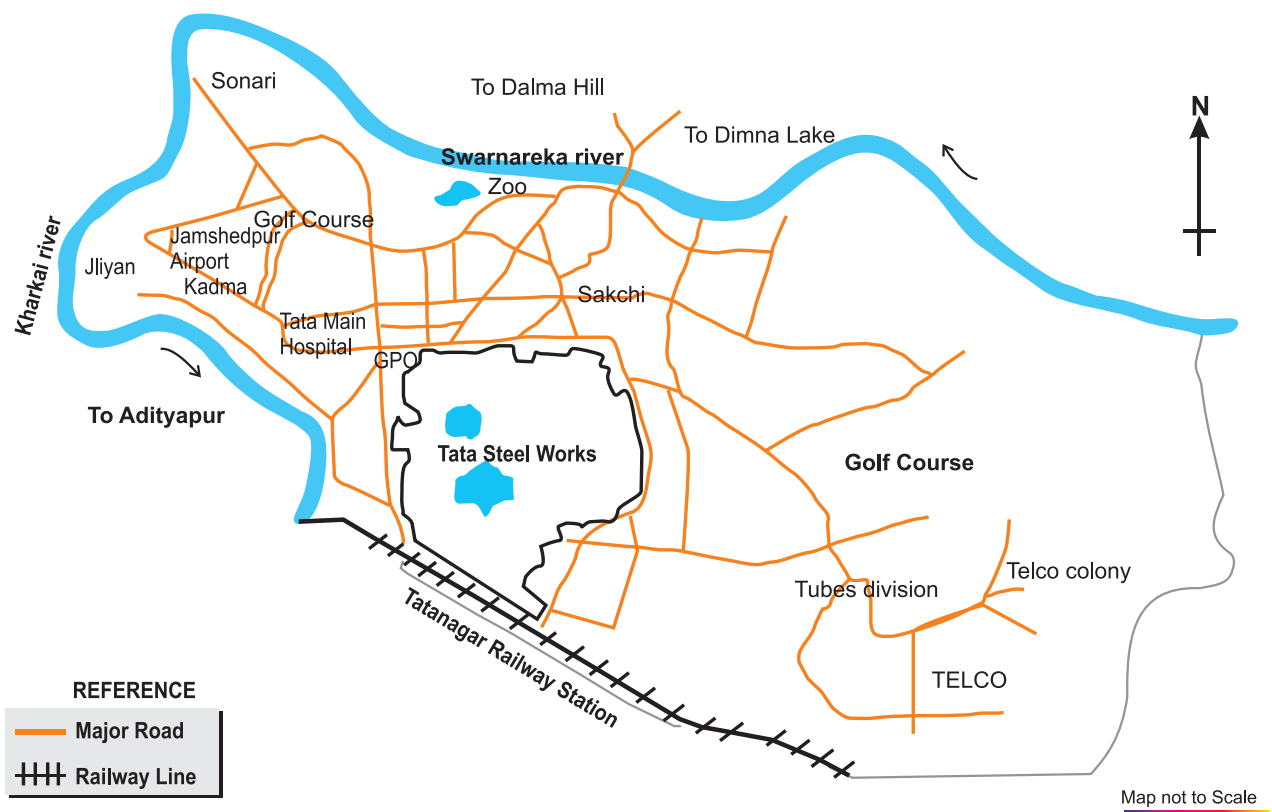 Sonari
To Dalma Hill
N
To Dimna Lake
Swarnareka river
Zoo
Golf Course
Jamshedpur
Airport
Kadma
Jliyan
Kharkai river
Sakchi
Tata Main
Hospital
GPO
To Adityapur
Tata Steel Works
Golf Course
Tubes division
Telco colony
Tatanagar Railway Station
TELCO
REFERENCE
Major Road
Railway Line
Map not to Scale